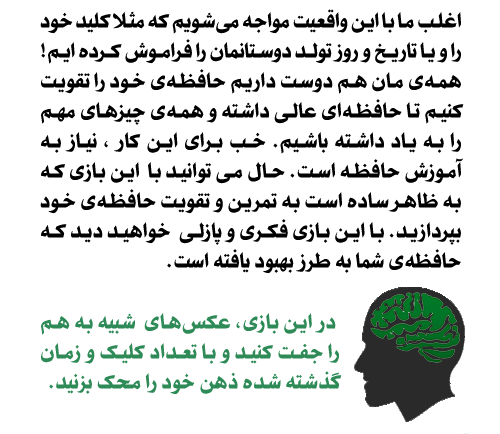 اغلب ما با این واقعیت مواجه می‌شویم که مثلا کلید خود
را و یا تاریخ و روز تولد دوستانمان را فراموش کرده ایم!
همه‌ی مان هم دوست داریم حافظه‌ی خود را تقویت
کنیم تا حافظه‌ای عالی داشته و همه‌ی چیزهای مهم
را به یاد داشته باشیم. خب برای این کار ، نیاز به
آموزش حافظه است. حال می توانید با این بازی که
به ظاهر ساده است به تمرین و تقویت حافظه‌ی خود
بپردازید. با این بازی فکری و پازلی خواهید دید که
حافظه‌ی شما به طرز بهبود یافته است.
در این بازی، عکس‌های شبیه به هم
را جفت کنید و با تعداد کلیک و زمان
گذشته شده ذهن خود را محک بزنید.